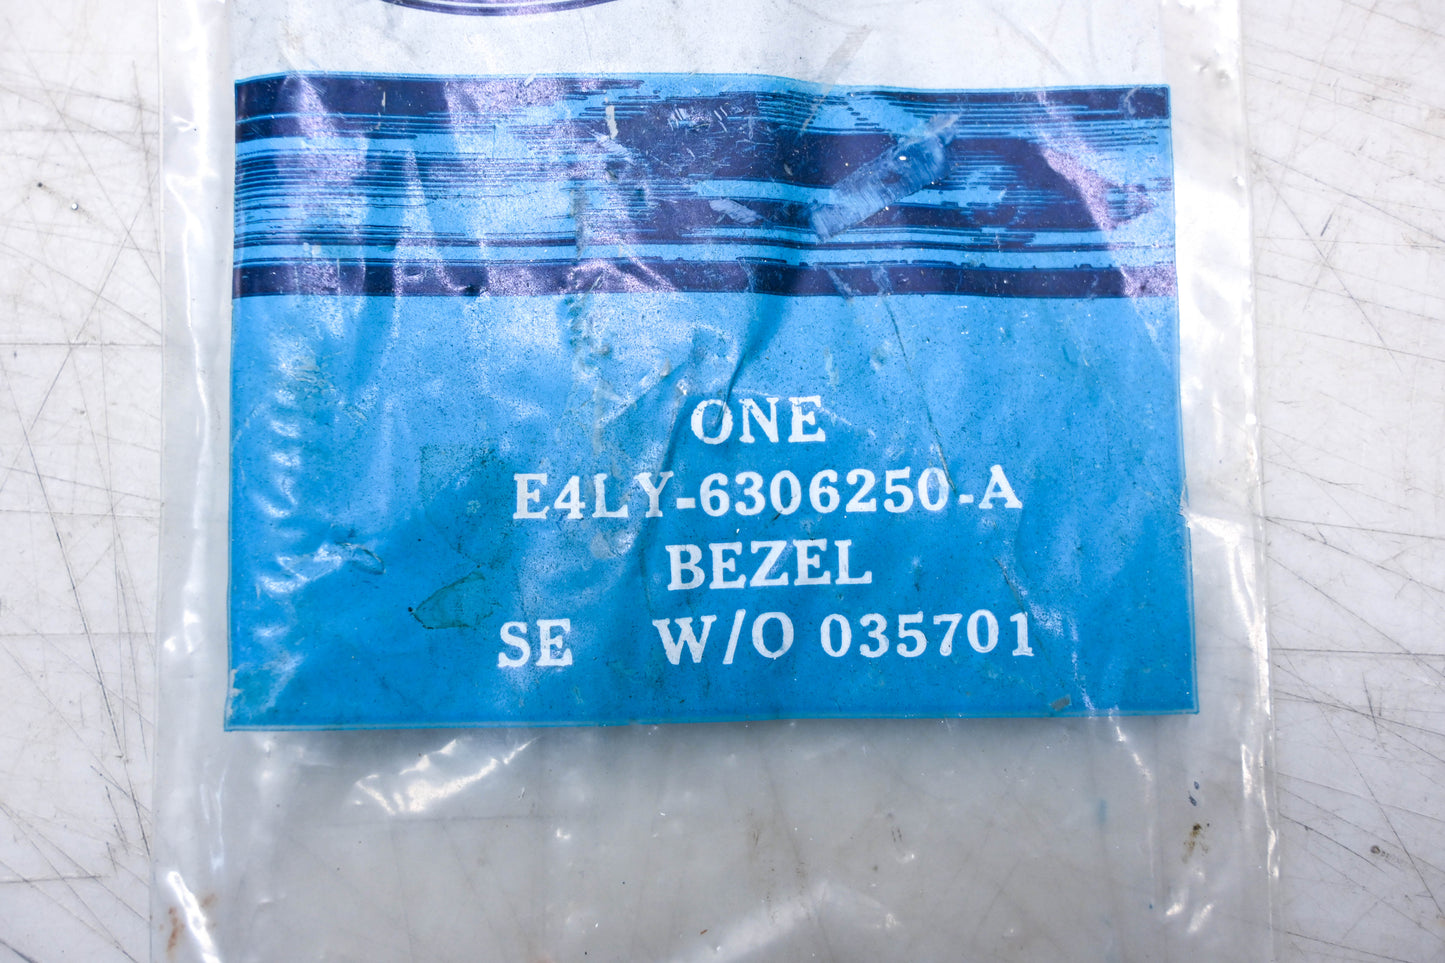 ONE
E4LY-6306250-A
BEZEL
SE W/O 035701